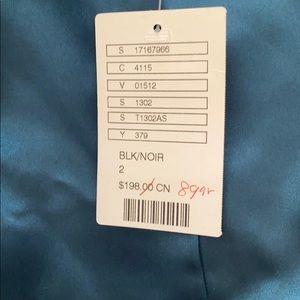 S 17167966
C 4115
V 01512
S 1302
S T1302AS
Y 379
BLK/NOIR
2
$198.00 CN